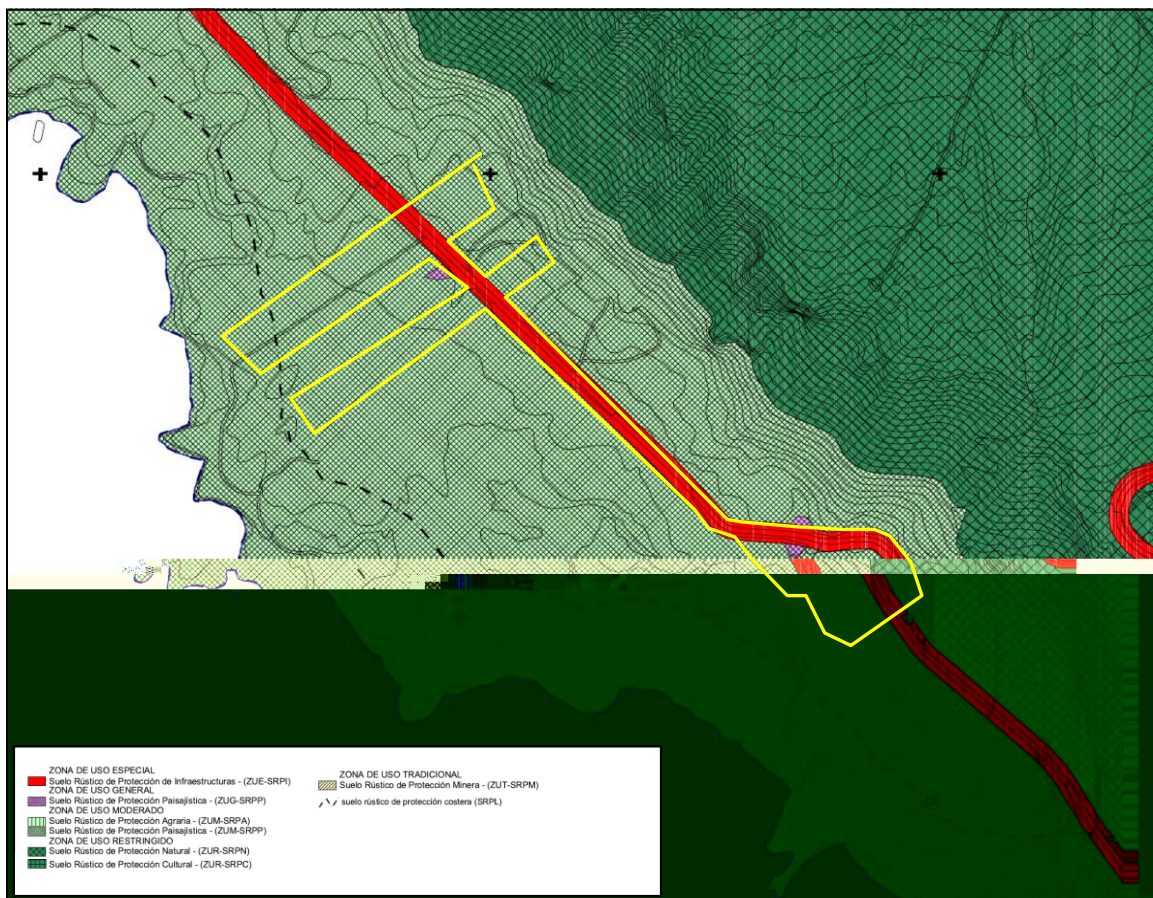 ZONA DE USO ESPECIAL
Suelo Rústico de Protección de Infraestructuras - (ZUE-SRPI)
ZONA DE USO GENERAL
Suelo Rústico de Protección Paisajística - (ZUG-SRPP)
ZONA DE USO MODERADO
Suelo Rústico de Protección Agraria - (ZUM-SRPA)
Suelo Rústico de Protección Paisajística - (ZUM-SRPP)
ZONA DE USO RESTRINGIDO
Suelo Rústico de Protección Natural - (ZUR-SRPN)
Suelo Rústico de Protección Cultural - (ZUR-SRPC)
ZONA DE USO TRADICIONAL
Suelo Rústico de Protección Minera - (ZUT-SRPM)
suelo rústico de protección costera (SRPL)